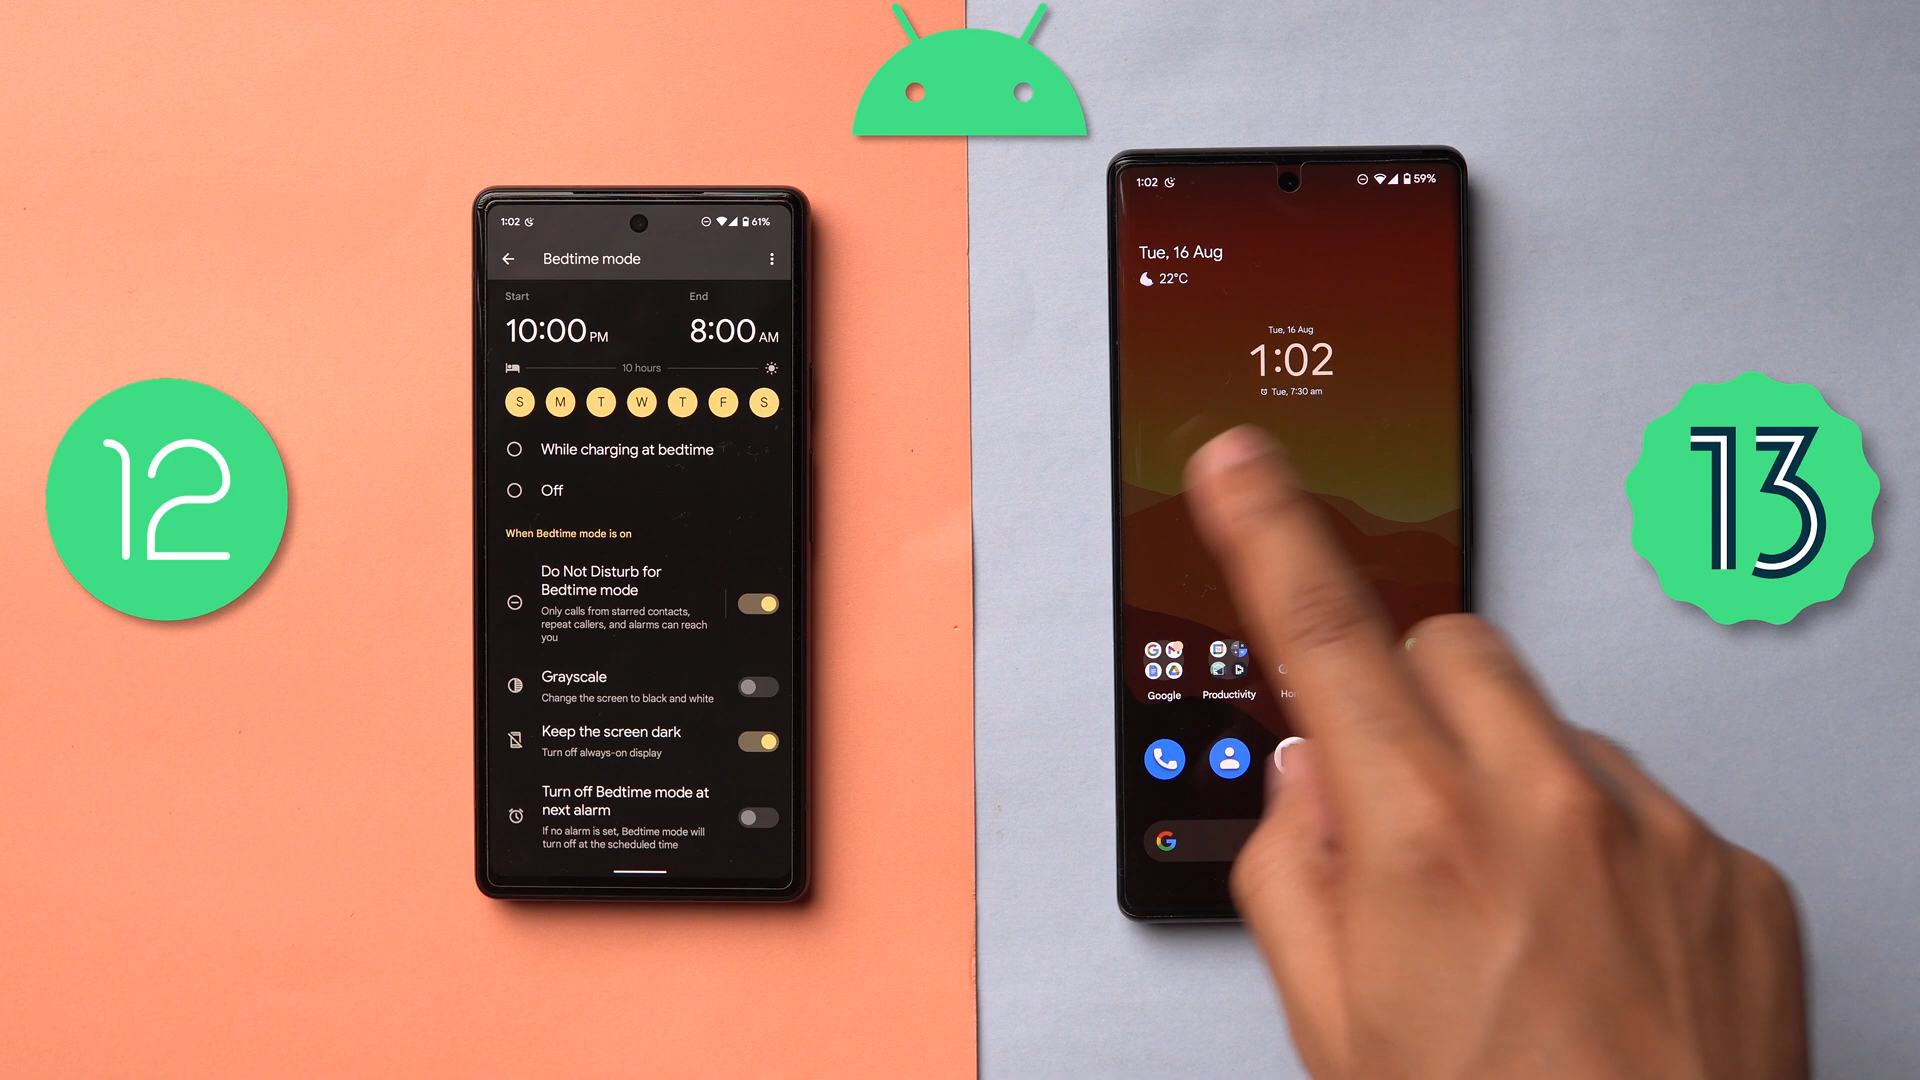 12
1:02
61%
Bedtime mode
Start End
10:00 PM 8:00 AM
10 hours
S M T W T F S
While charging at bedtime
Off
When Bedtime mode is on
Do Not Disturb for
Bedtime mode
Only calls from starred contacts,
repeat callers, and alarms can reach
you
Grayscale
Change the screen to black and white
Keep the screen dark
Turn off always-on display
Turn off Bedtime mode at
next alarm
If no alarm is set, Bedtime mode will
turn off at the scheduled time
1:02
59%
Tue, 16 Aug
22°C
Tue, 16 Aug
1:02
Tue, 7:30 am
Google Productivity
G
13